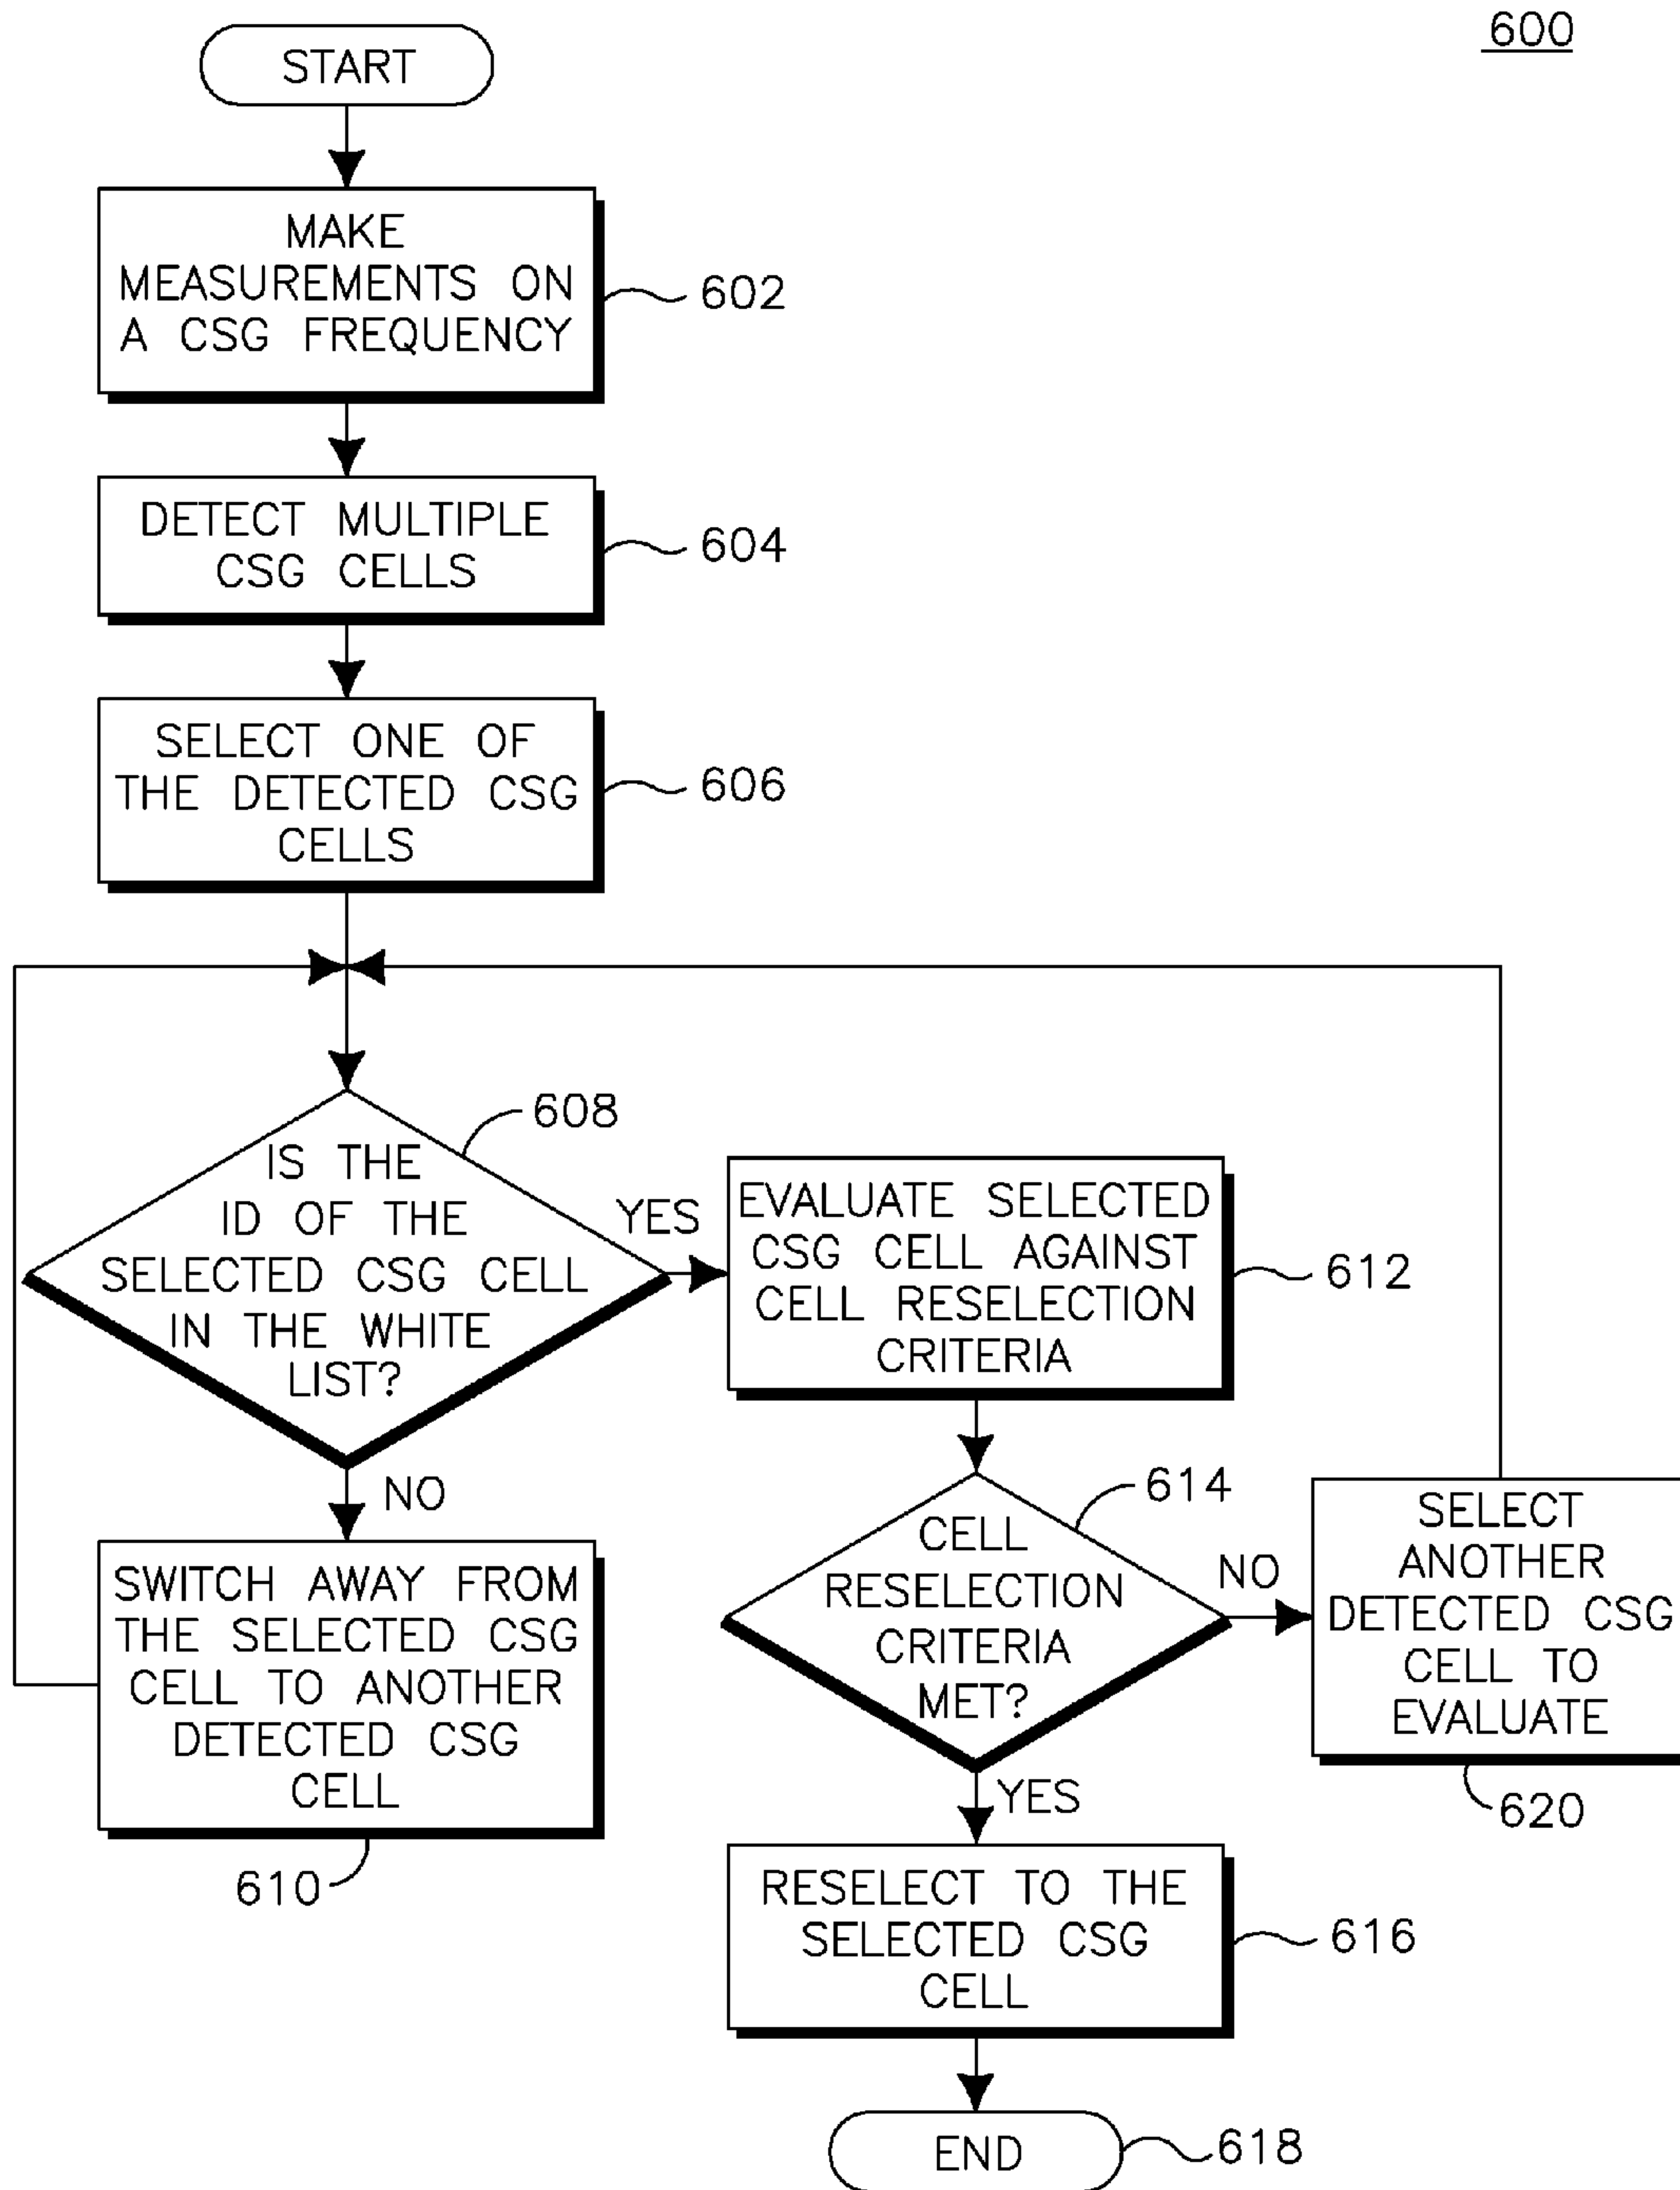 600
START
MAKE
MEASUREMENTS ON
A CSG FREQUENCY
602
DETECT MULTIPLE
CSG CELLS
604
SELECT ONE OF
THE DETECTED CSG
CELLS
606
608
IS THE
ID OF THE
SELECTED CSG CELL
IN THE WHITE
LIST?
YES
NO
EVALUATE SELECTED
CSG CELL AGAINST
CELL RESELECTION
CRITERIA
612
614
CELL
RESELECTION
CRITERIA
MET?
NO
YES
SELECT
ANOTHER
DETECTED CSG
CELL TO
EVALUATE
620
SWITCH AWAY FROM
THE SELECTED CSG
CELL TO ANOTHER
DETECTED CSG
CELL
610
RESELECT TO THE
SELECTED CSG
CELL
616
END
618